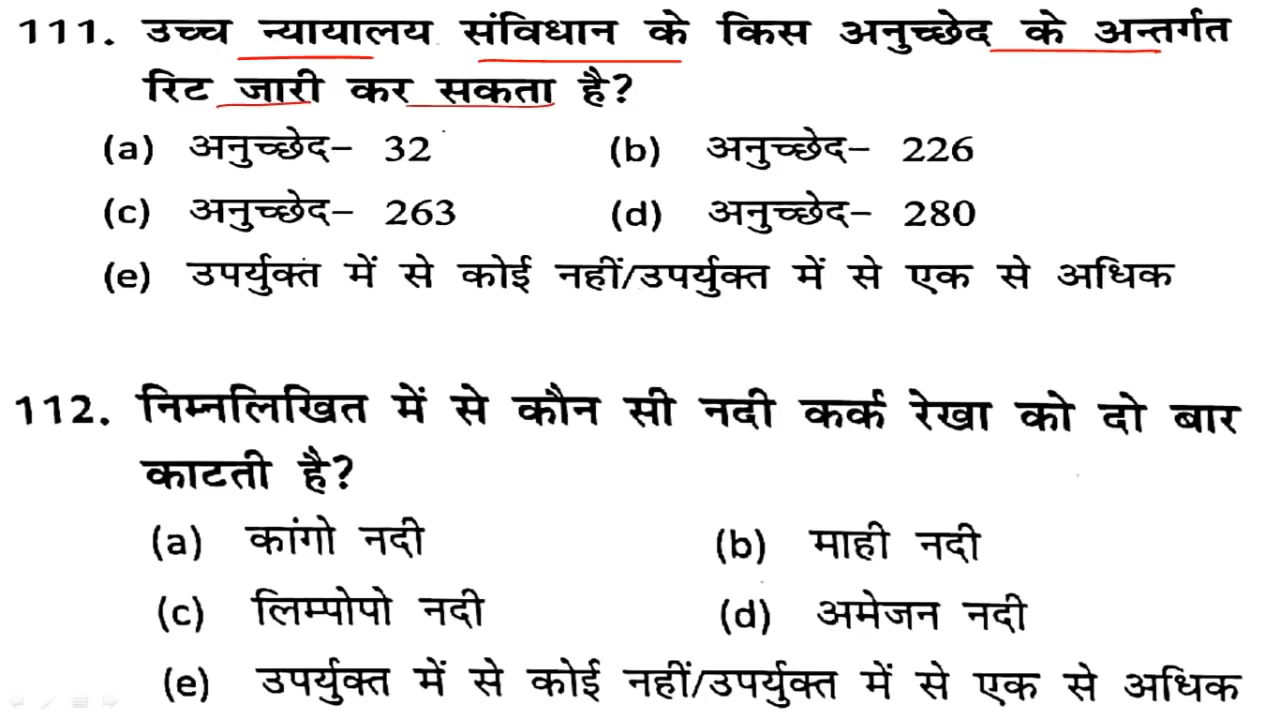 111. उच्च न्यायालय संविधान के किस अनुच्छेद के अन्तर्गत
रिट जारी कर सकता है?
(a) अनुच्छेद– 32 (b) अनुच्छेद– 226
(c) अनुच्छेद– 263 (d) अनुच्छेद– 280
(e) उपर्युक्त में से कोई नहीं/उपर्युक्त में से एक से अधिक
112. निम्नलिखित में से कौन सी नदी कर्क रेखा को दो बार
काटती है?
(a) कांगो नदी (b) माही नदी
(c) लिम्पोपो नदी (d) अमेजन नदी
(e) उपर्युक्त में से कोई नहीं/उपर्युक्त में से एक से अधिक